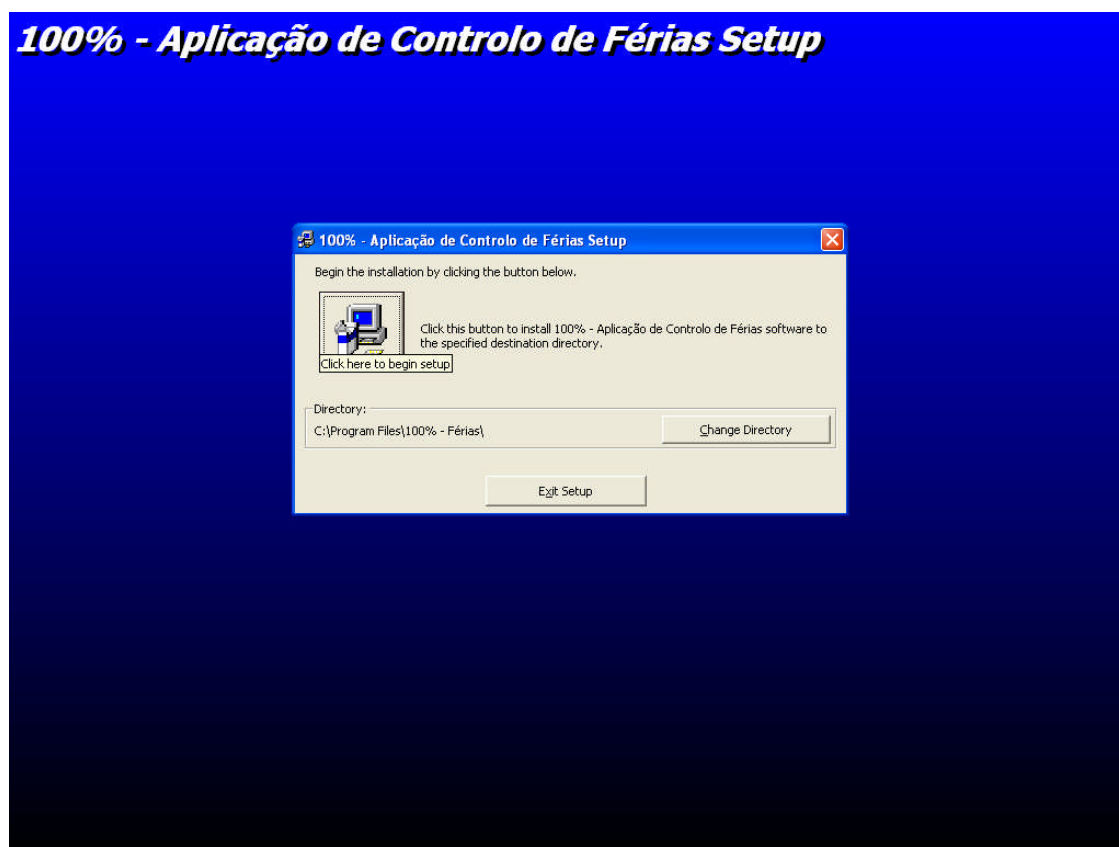 100% - Aplicação de Controlo de Férias Setup
100% - Aplicação de Controlo de Férias Setup
Begin the installation by clicking the button below.
Click this button to install 100% - Aplicação de Controlo de Férias software to
the specified destination directory.
Click here to begin setup
Directory:
C:\Program Files\100% - Férias\
Change Directory
Exit Setup